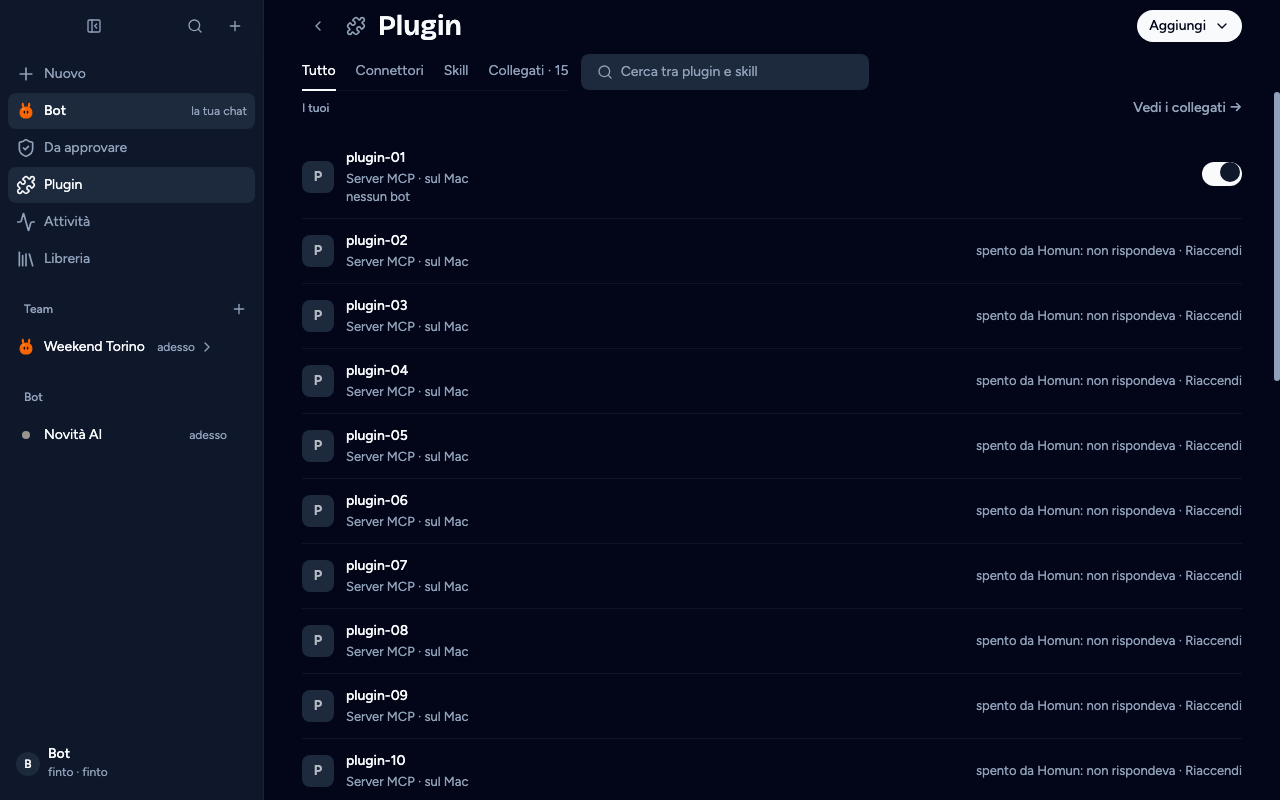 Plugin
Aggiungi
Nuovo
Bot la tua chat
Da approvare
Plugin
Attività
Libreria
Team
Weekend Torino adesso
Bot
Novità AI adesso
B
Bot
finto · finto
Tutto Connettori Skill Collegati · 15 Cerca tra plugin e skill
I tuoi Vedi i collegati →
P
plugin-01
Server MCP · sul Mac
nessun bot
P
plugin-02
Server MCP · sul Mac
spento da Homun: non rispondeva · Riaccendi
P
plugin-03
Server MCP · sul Mac
spento da Homun: non rispondeva · Riaccendi
P
plugin-04
Server MCP · sul Mac
spento da Homun: non rispondeva · Riaccendi
P
plugin-05
Server MCP · sul Mac
spento da Homun: non rispondeva · Riaccendi
P
plugin-06
Server MCP · sul Mac
spento da Homun: non rispondeva · Riaccendi
P
plugin-07
Server MCP · sul Mac
spento da Homun: non rispondeva · Riaccendi
P
plugin-08
Server MCP · sul Mac
spento da Homun: non rispondeva · Riaccendi
P
plugin-09
Server MCP · sul Mac
spento da Homun: non rispondeva · Riaccendi
P
plugin-10
Server MCP · sul Mac
spento da Homun: non rispondeva · Riaccendi